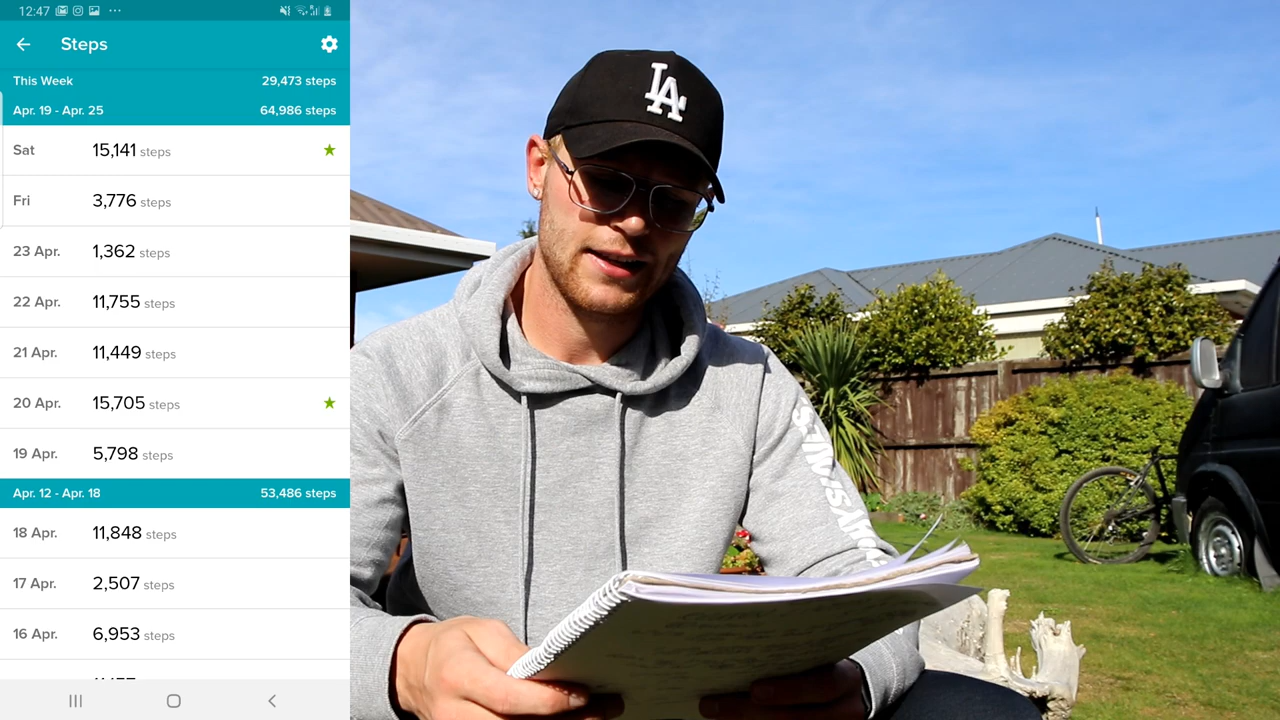 12:47
Steps
This Week 29,473 steps
Apr. 19 - Apr. 25 64,986 steps
Sat 15,141 steps
Fri 3,776 steps
23 Apr. 1,362 steps
22 Apr. 11,755 steps
21 Apr. 11,449 steps
20 Apr. 15,705 steps
19 Apr. 5,798 steps
Apr. 12 - Apr. 18 53,486 steps
18 Apr. 11,848 steps
17 Apr. 2,507 steps
16 Apr. 6,953 steps
LA